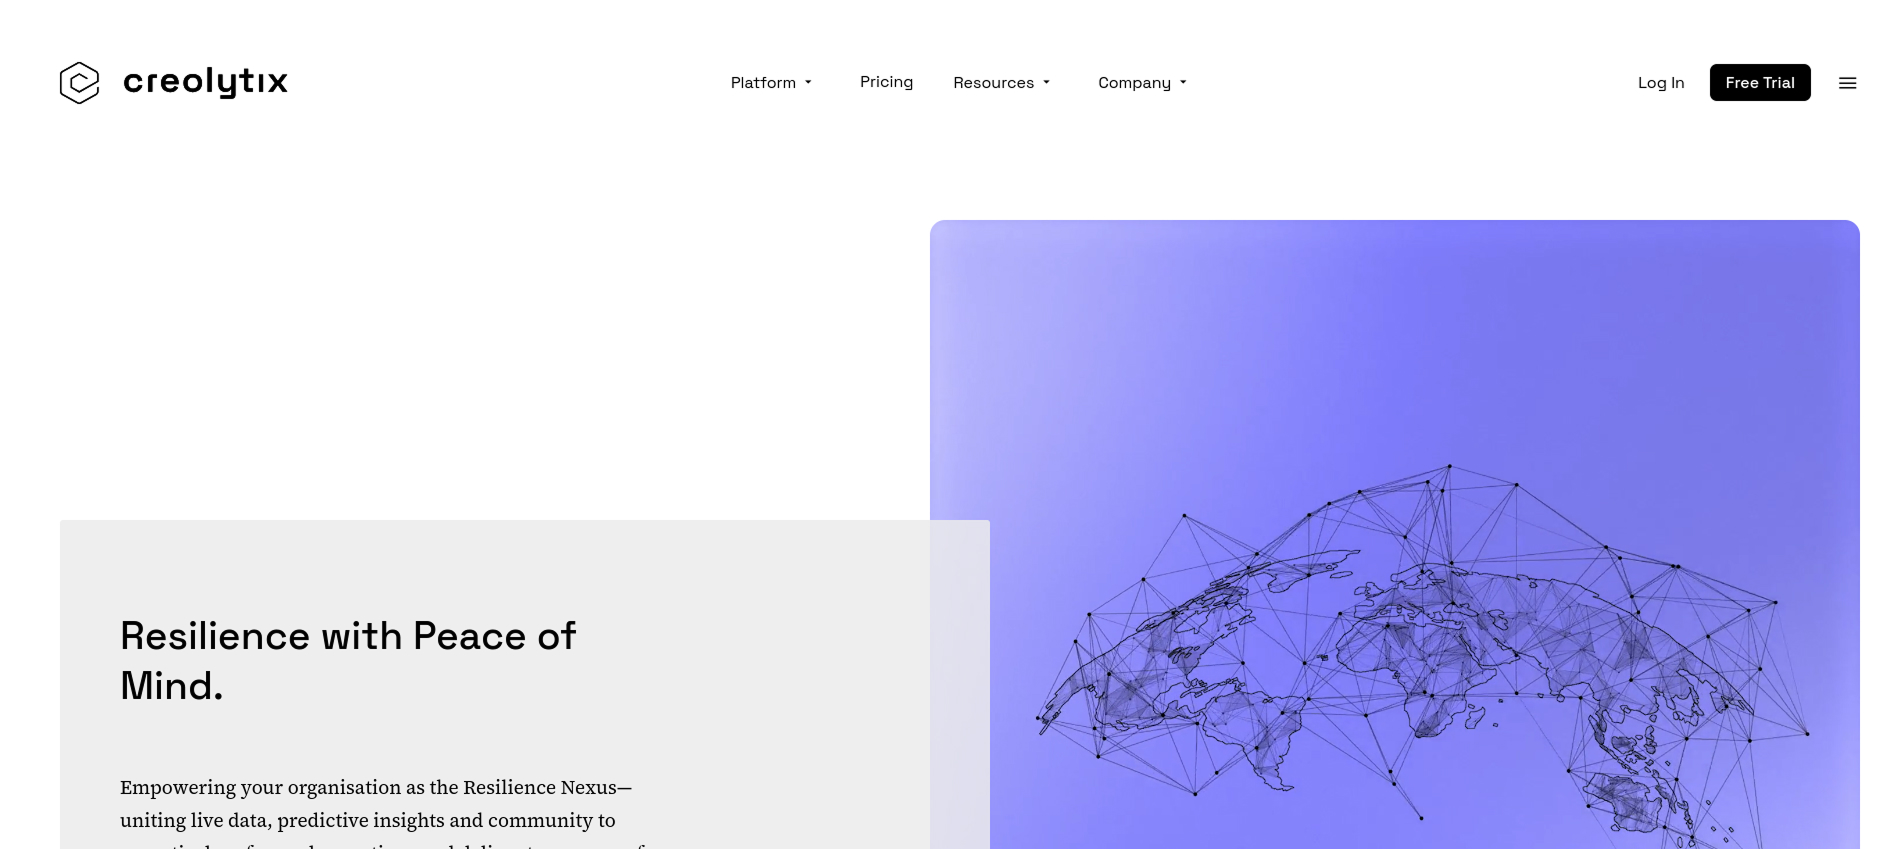 creolytix
Platform
Pricing
Resources
Company
Log In
Free Trial
Resilience with Peace of
Mind.
Empowering your organisation as the Resilience Nexus—
uniting live data, predictive insights and community to